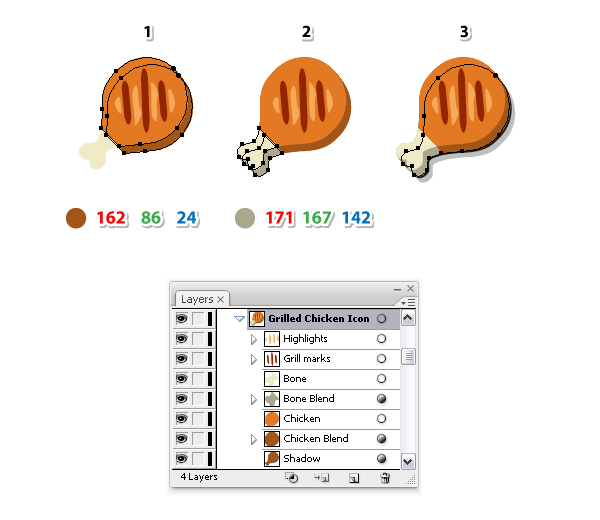 1 2 3
162 86 24 171 167 142
Layers
Grilled Chicken Icon
Highlights
Grill marks
Bone
Bone Blend
Chicken
Chicken Blend
Shadow
4 Layers